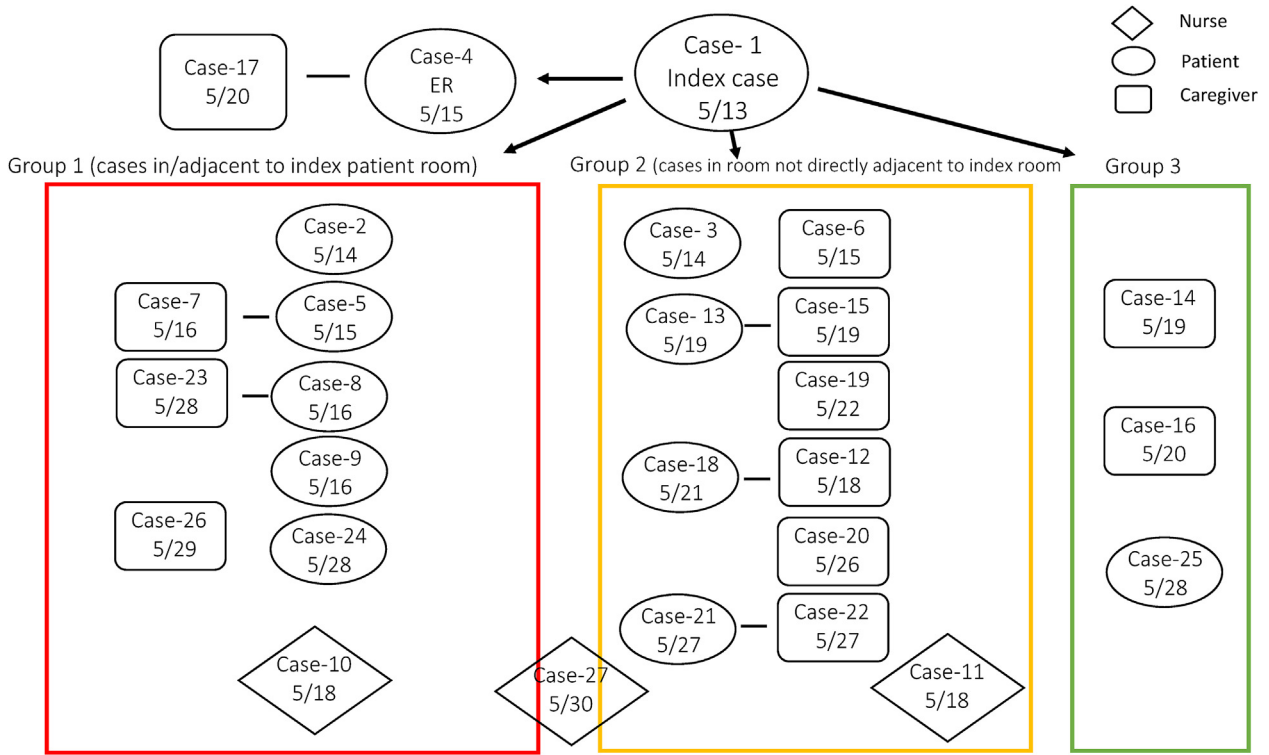 Case- 1
Index case
5/13
Case-4
ER
5/15
Case-17
5/20
Nurse
Patient
Caregiver
Group 1 (cases in/adjacent to index patient room)
Case-2
5/14
Case-7
5/16
Case-5
5/15
Case-23
5/28
Case-8
5/16
Case-9
5/16
Case-26
5/29
Case-24
5/28
Case-10
5/18
Case-27
5/30
Group 2 (cases in room not directly adjacent to index room
Case- 3
5/14
Case-6
5/15
Case- 13
5/19
Case-15
5/19
Case-19
5/22
Case-18
5/21
Case-12
5/18
Case-20
5/26
Case-21
5/27
Case-22
5/27
Case-11
5/18
Group 3
Case-14
5/19
Case-16
5/20
Case-25
5/28